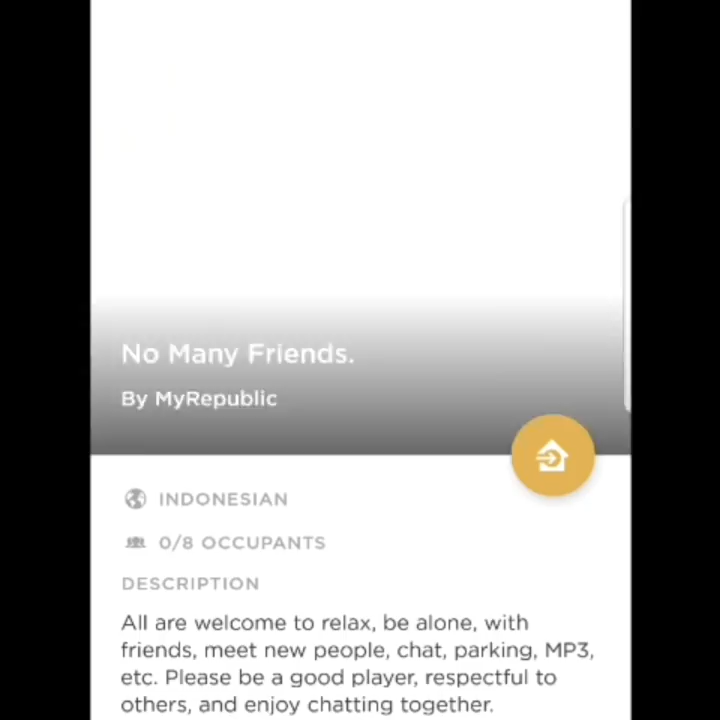 No Many Friends.
By MyRepublic
INDONESIAN
0/8 OCCUPANTS
DESCRIPTION
All are welcome to relax, be alone, with
friends, meet new people, chat, parking, MP3,
etc. Please be a good player, respectful to
others, and enjoy chatting together.